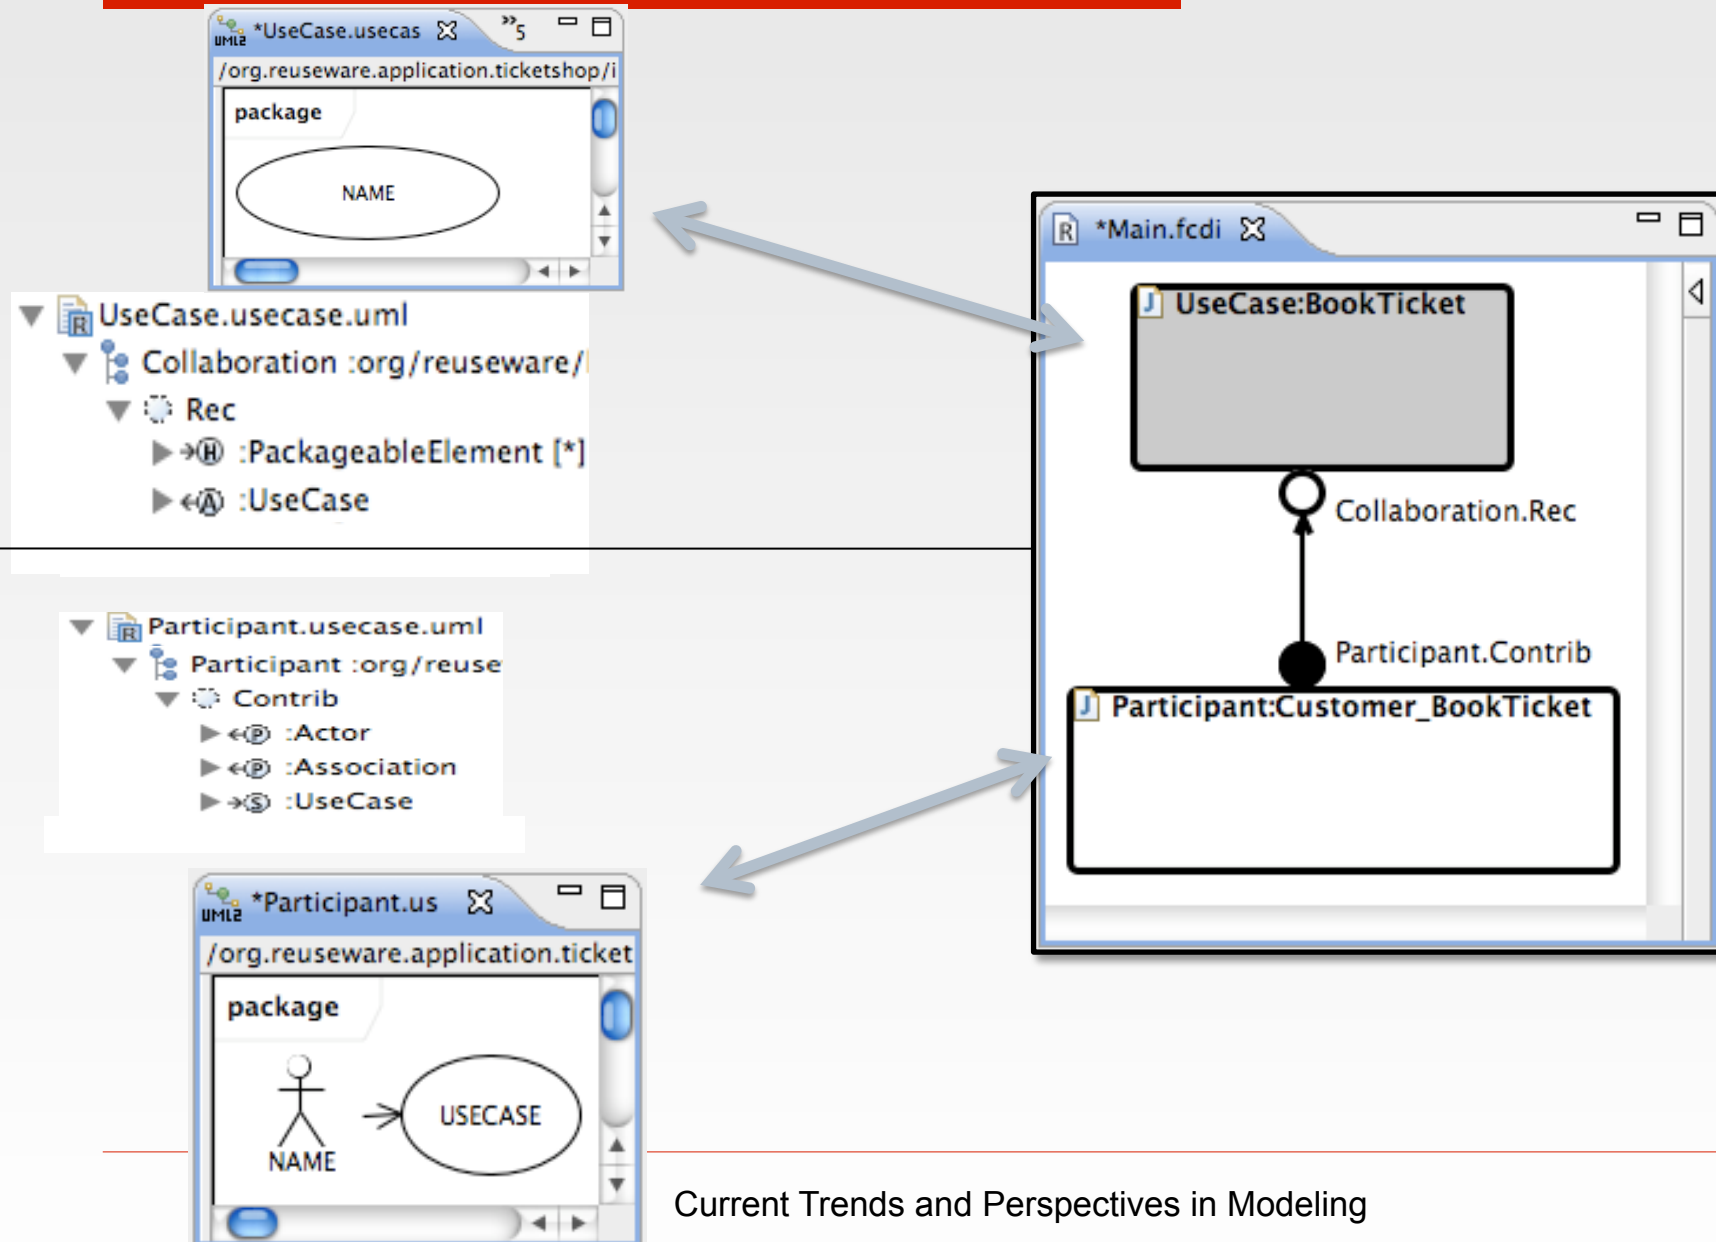 UML2 *UseCase.usecas »5
/org.reuseware.application.ticketshop/i
package
NAME
UseCase.usecase.uml
Collaboration :org/reuseware/
Rec
H :PackageableElement [*]
A :UseCase
Participant.usecase.uml
Participant :org/reuse
Contrib
P :Actor
P :Association
S :UseCase
UML2 *Participant.us
/org.reuseware.application.ticket
package
NAME
USECASE
R *Main.fcdi
J UseCase:BookTicket
Collaboration.Rec
Participant.Contrib
J Participant:Customer_BookTicket
Current Trends and Perspectives in Modeling